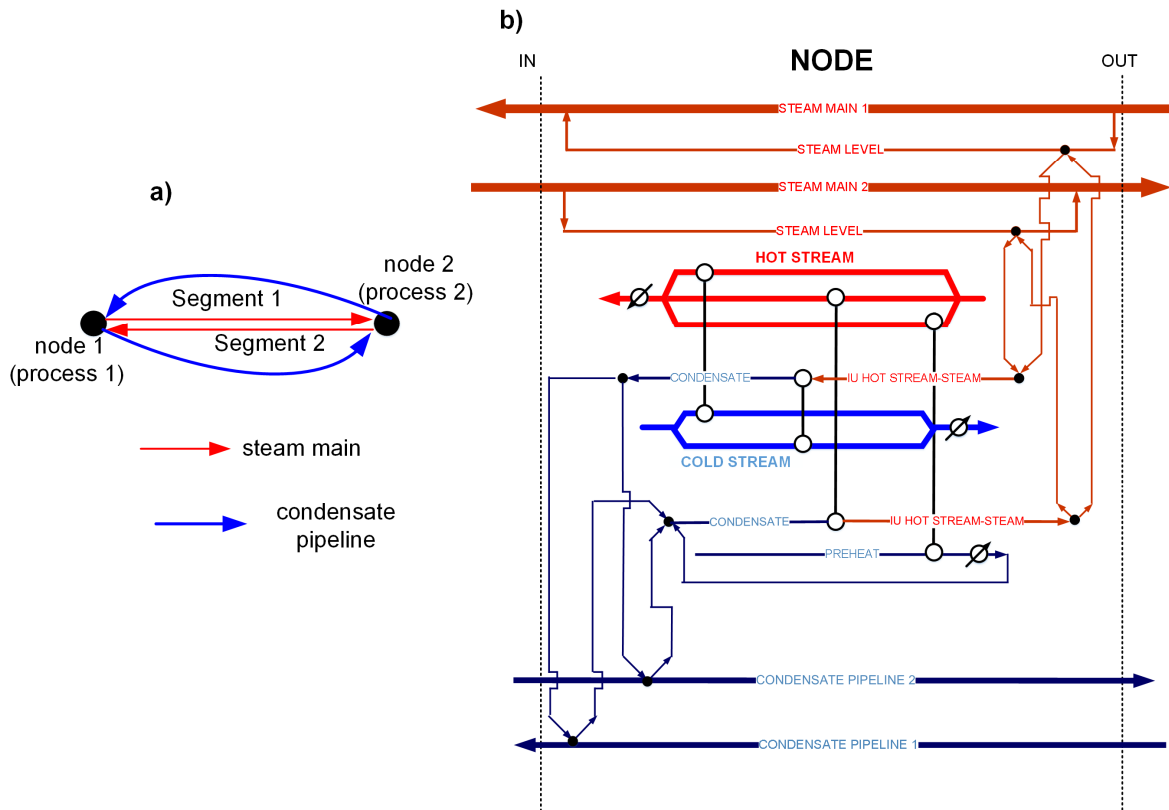 a)
node 2
(process 2)
Segment 1
Segment 2
node 1
(process 1)
steam main
condensate
pipeline
b)
IN
NODE
OUT
STEAM MAIN 1
STEAM LEVEL
STEAM MAIN 2
STEAM LEVEL
HOT STREAM
CONDENSATE
IU HOT STREAM-STEAM
COLD STREAM
CONDENSATE
IU HOT STREAM-STEAM
PREHEAT
CONDENSATE PIPELINE 2
CONDENSATE PIPELINE 1